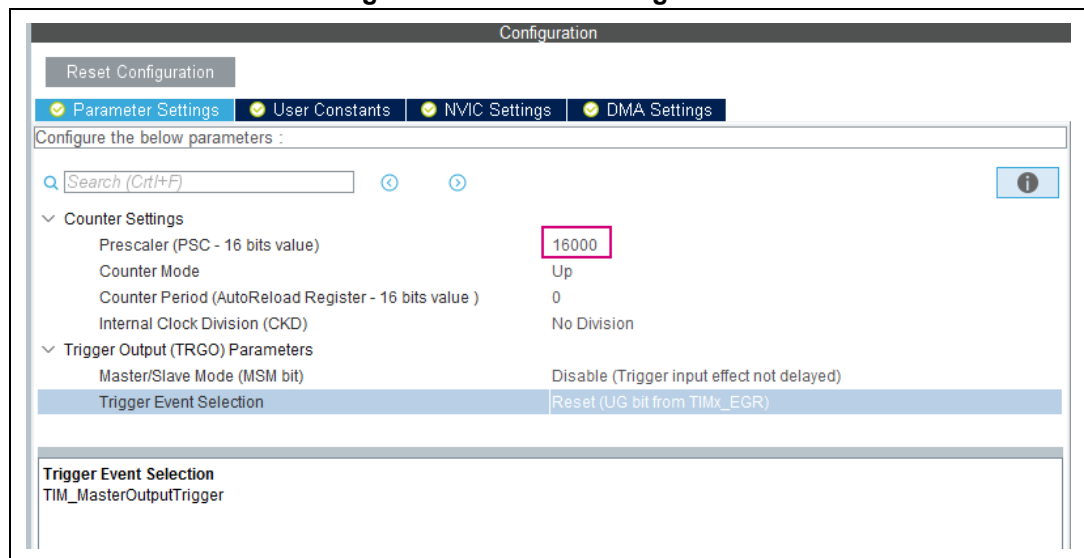 Configuration
Reset Configuration
Parameter Settings User Constants NVIC Settings DMA Settings
Configure the below parameters :
Search (Crtl+F)
Counter Settings
Prescaler (PSC - 16 bits value) 16000
Counter Mode Up
Counter Period (AutoReload Register - 16 bits value ) 0
Internal Clock Division (CKD) No Division
Trigger Output (TRGO) Parameters
Master/Slave Mode (MSM bit) Disable (Trigger input effect not delayed)
Trigger Event Selection Reset (UG bit from TIMx_EGR)
Trigger Event Selection
TIM_MasterOutputTrigger